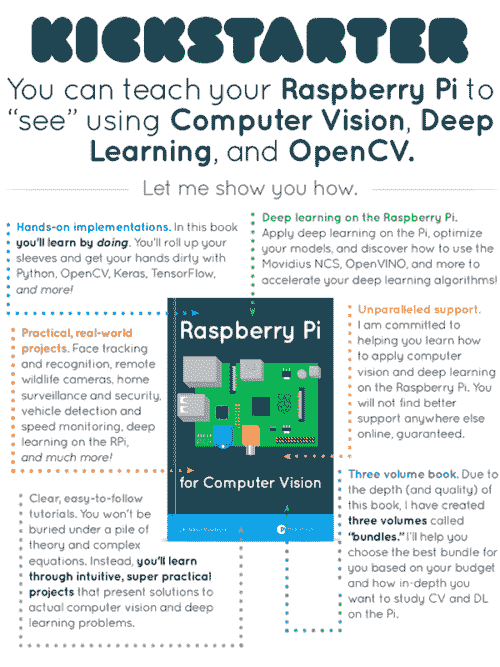 KICKSTARTER
You can teach your Raspberry Pi to
“see” using Computer Vision, Deep
Learning, and OpenCV.
Let me show you how.
Hands-on implementations. In this book
you'll learn by doing. You'll roll up your
sleeves and get your hands dirty with
Python, OpenCV, Keras, TensorFlow,
and more!
Deep learning on the Raspberry Pi.
Apply deep learning on the Pi, optimize
your models, and discover how to use the
Movidius NCS, OpenVINO, and more to
accelerate your deep learning algorithms!
Practical, real-world
projects. Face tracking
and recognition, remote
wildlife cameras, home
surveillance and security,
vehicle detection and
speed monitoring, deep
learning on the RPi,
and much more!
Raspberry Pi
for Computer Vision
Unparalleled support.
I am committed to
helping you learn how
to apply computer
vision and deep learning
on the Raspberry Pi. You
will not find better
support anywhere else
online, guaranteed.
Clear, easy-to-follow
tutorials. You won't be
buried under a pile of
theory and complex
equations. Instead, you'll learn
through intuitive, super practical
projects that present solutions to
actual computer vision and deep
learning problems.
Three volume book. Due to
the depth (and quality) of
this book, I have created
three volumes called
“bundles.” I'll help you
choose the best bundle for
you based on your budget
and how in-depth you
want to study CV and DL
on the Pi.